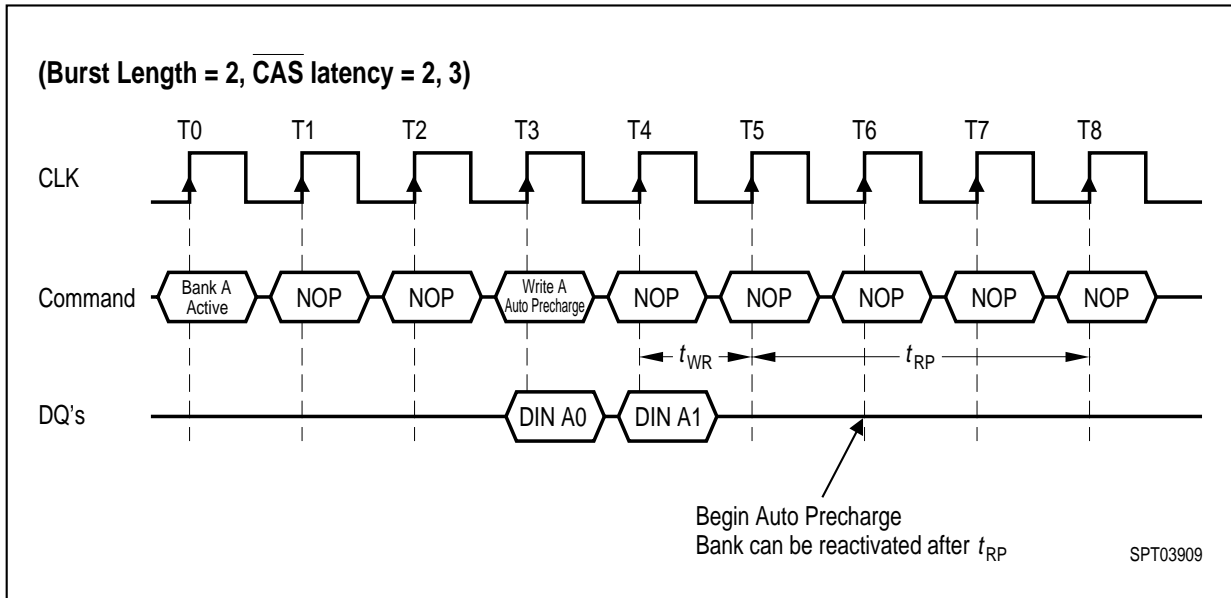 (Burst Length = 2, CAS latency = 2, 3)
T0 T1 T2 T3 T4 T5 T6 T7 T8
CLK
Command
Bank A
Active
NOP
NOP
Write A
Auto Precharge
NOP
NOP
NOP
NOP
NOP
tWR
tRP
DQ's
DIN A0
DIN A1
Begin Auto Precharge
Bank can be reactivated after tRP
SPT03909